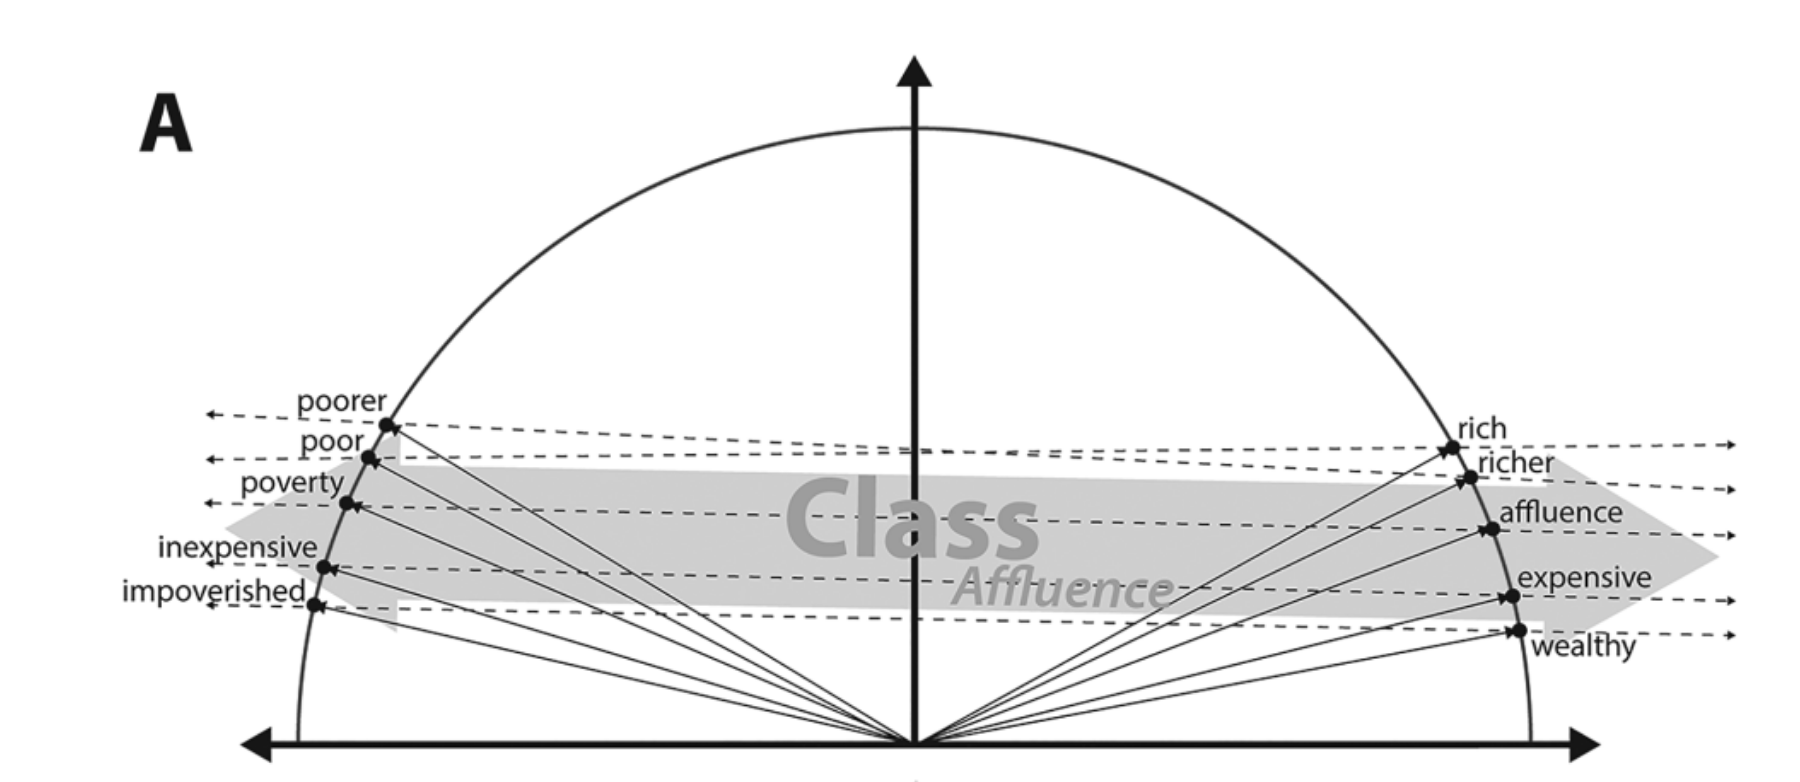 A
poorer
poor
poverty
inexpensive
impoverished
Class
Affluence
rich
richer
affluence
expensive
wealthy